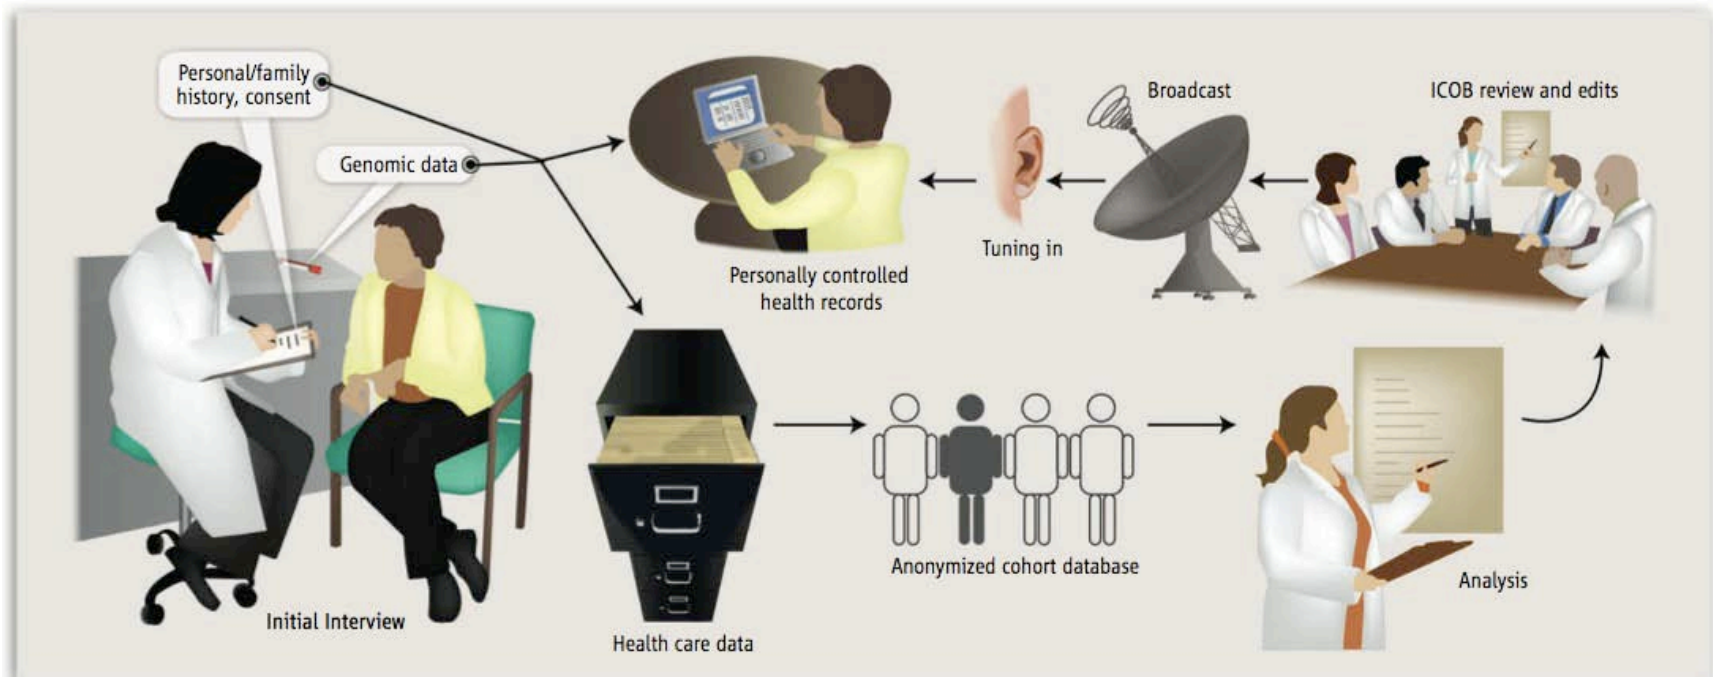 Personal/family
history, consent
Genomic data
Initial Interview
Personally controlled
health records
Health care data
Tuning in
Broadcast
ICOB review and edits
Anonymized cohort database
Analysis